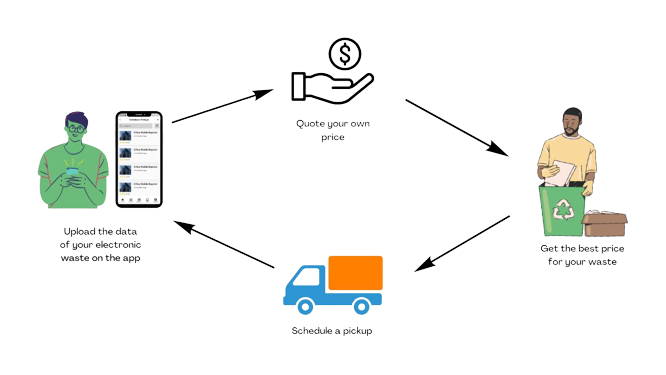 $
Quote your own
price
Upload the data
of your electronic
waste on the app
Get the best price
for your waste
Schedule a pickup